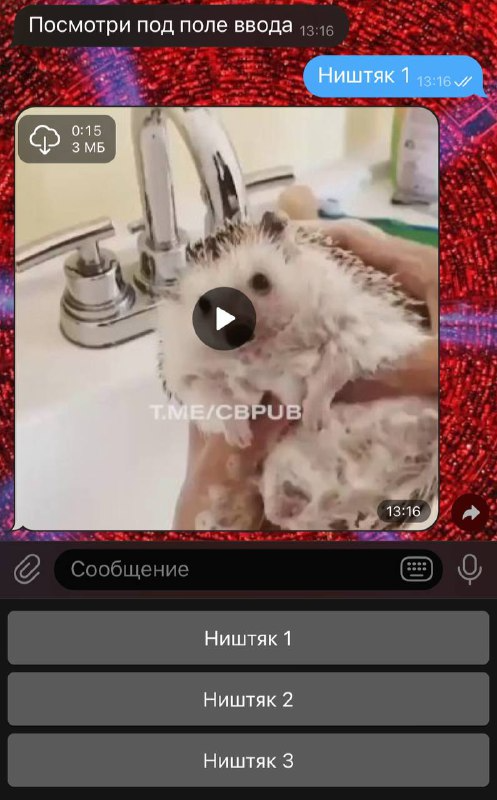 Посмотри под поле ввода 13:16
Ништяк 1 13:16
0:15
3 МБ
T.ME/CBPUB
13:16
Сообщение
Ништяк 1
Ништяк 2
Ништяк 3